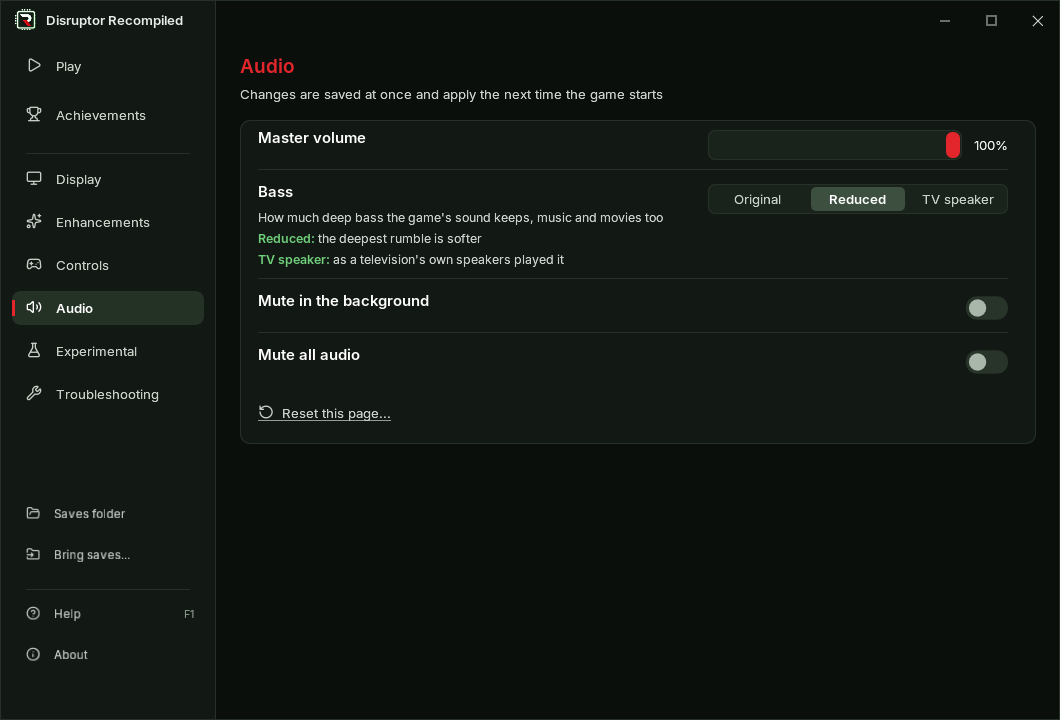 Disruptor Recompiled
Play
Achievements
Display
Enhancements
Controls
Audio
Experimental
Troubleshooting
Saves folder
Bring saves...
Help F1
About
Audio
Changes are saved at once and apply the next time the game starts
Master volume 100%
Bass Original Reduced TV speaker
How much deep bass the game's sound keeps, music and movies too
Reduced: the deepest rumble is softer
TV speaker: as a television's own speakers played it
Mute in the background
Mute all audio
Reset this page...